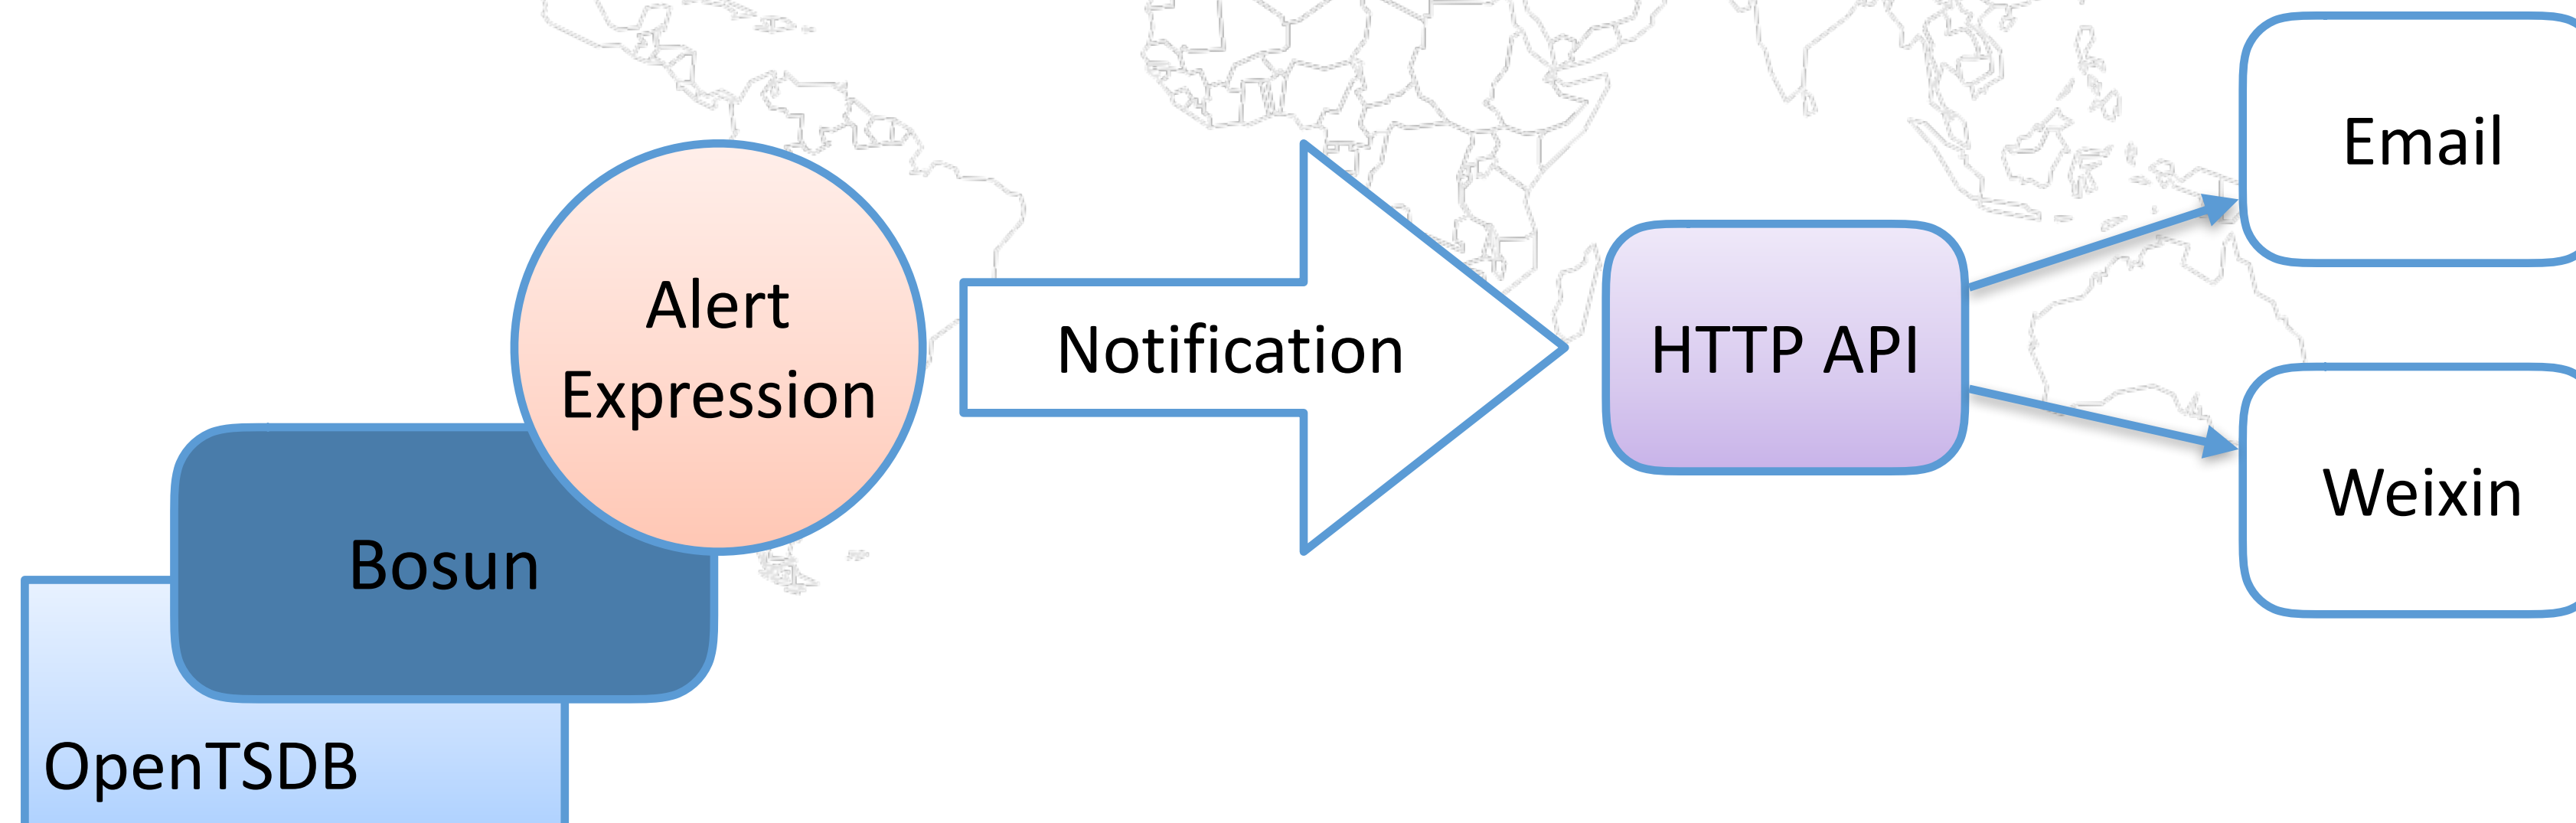 Email
Alert
Expression
Notification
HTTP API
Weixin
Bosun
OpenTSDB